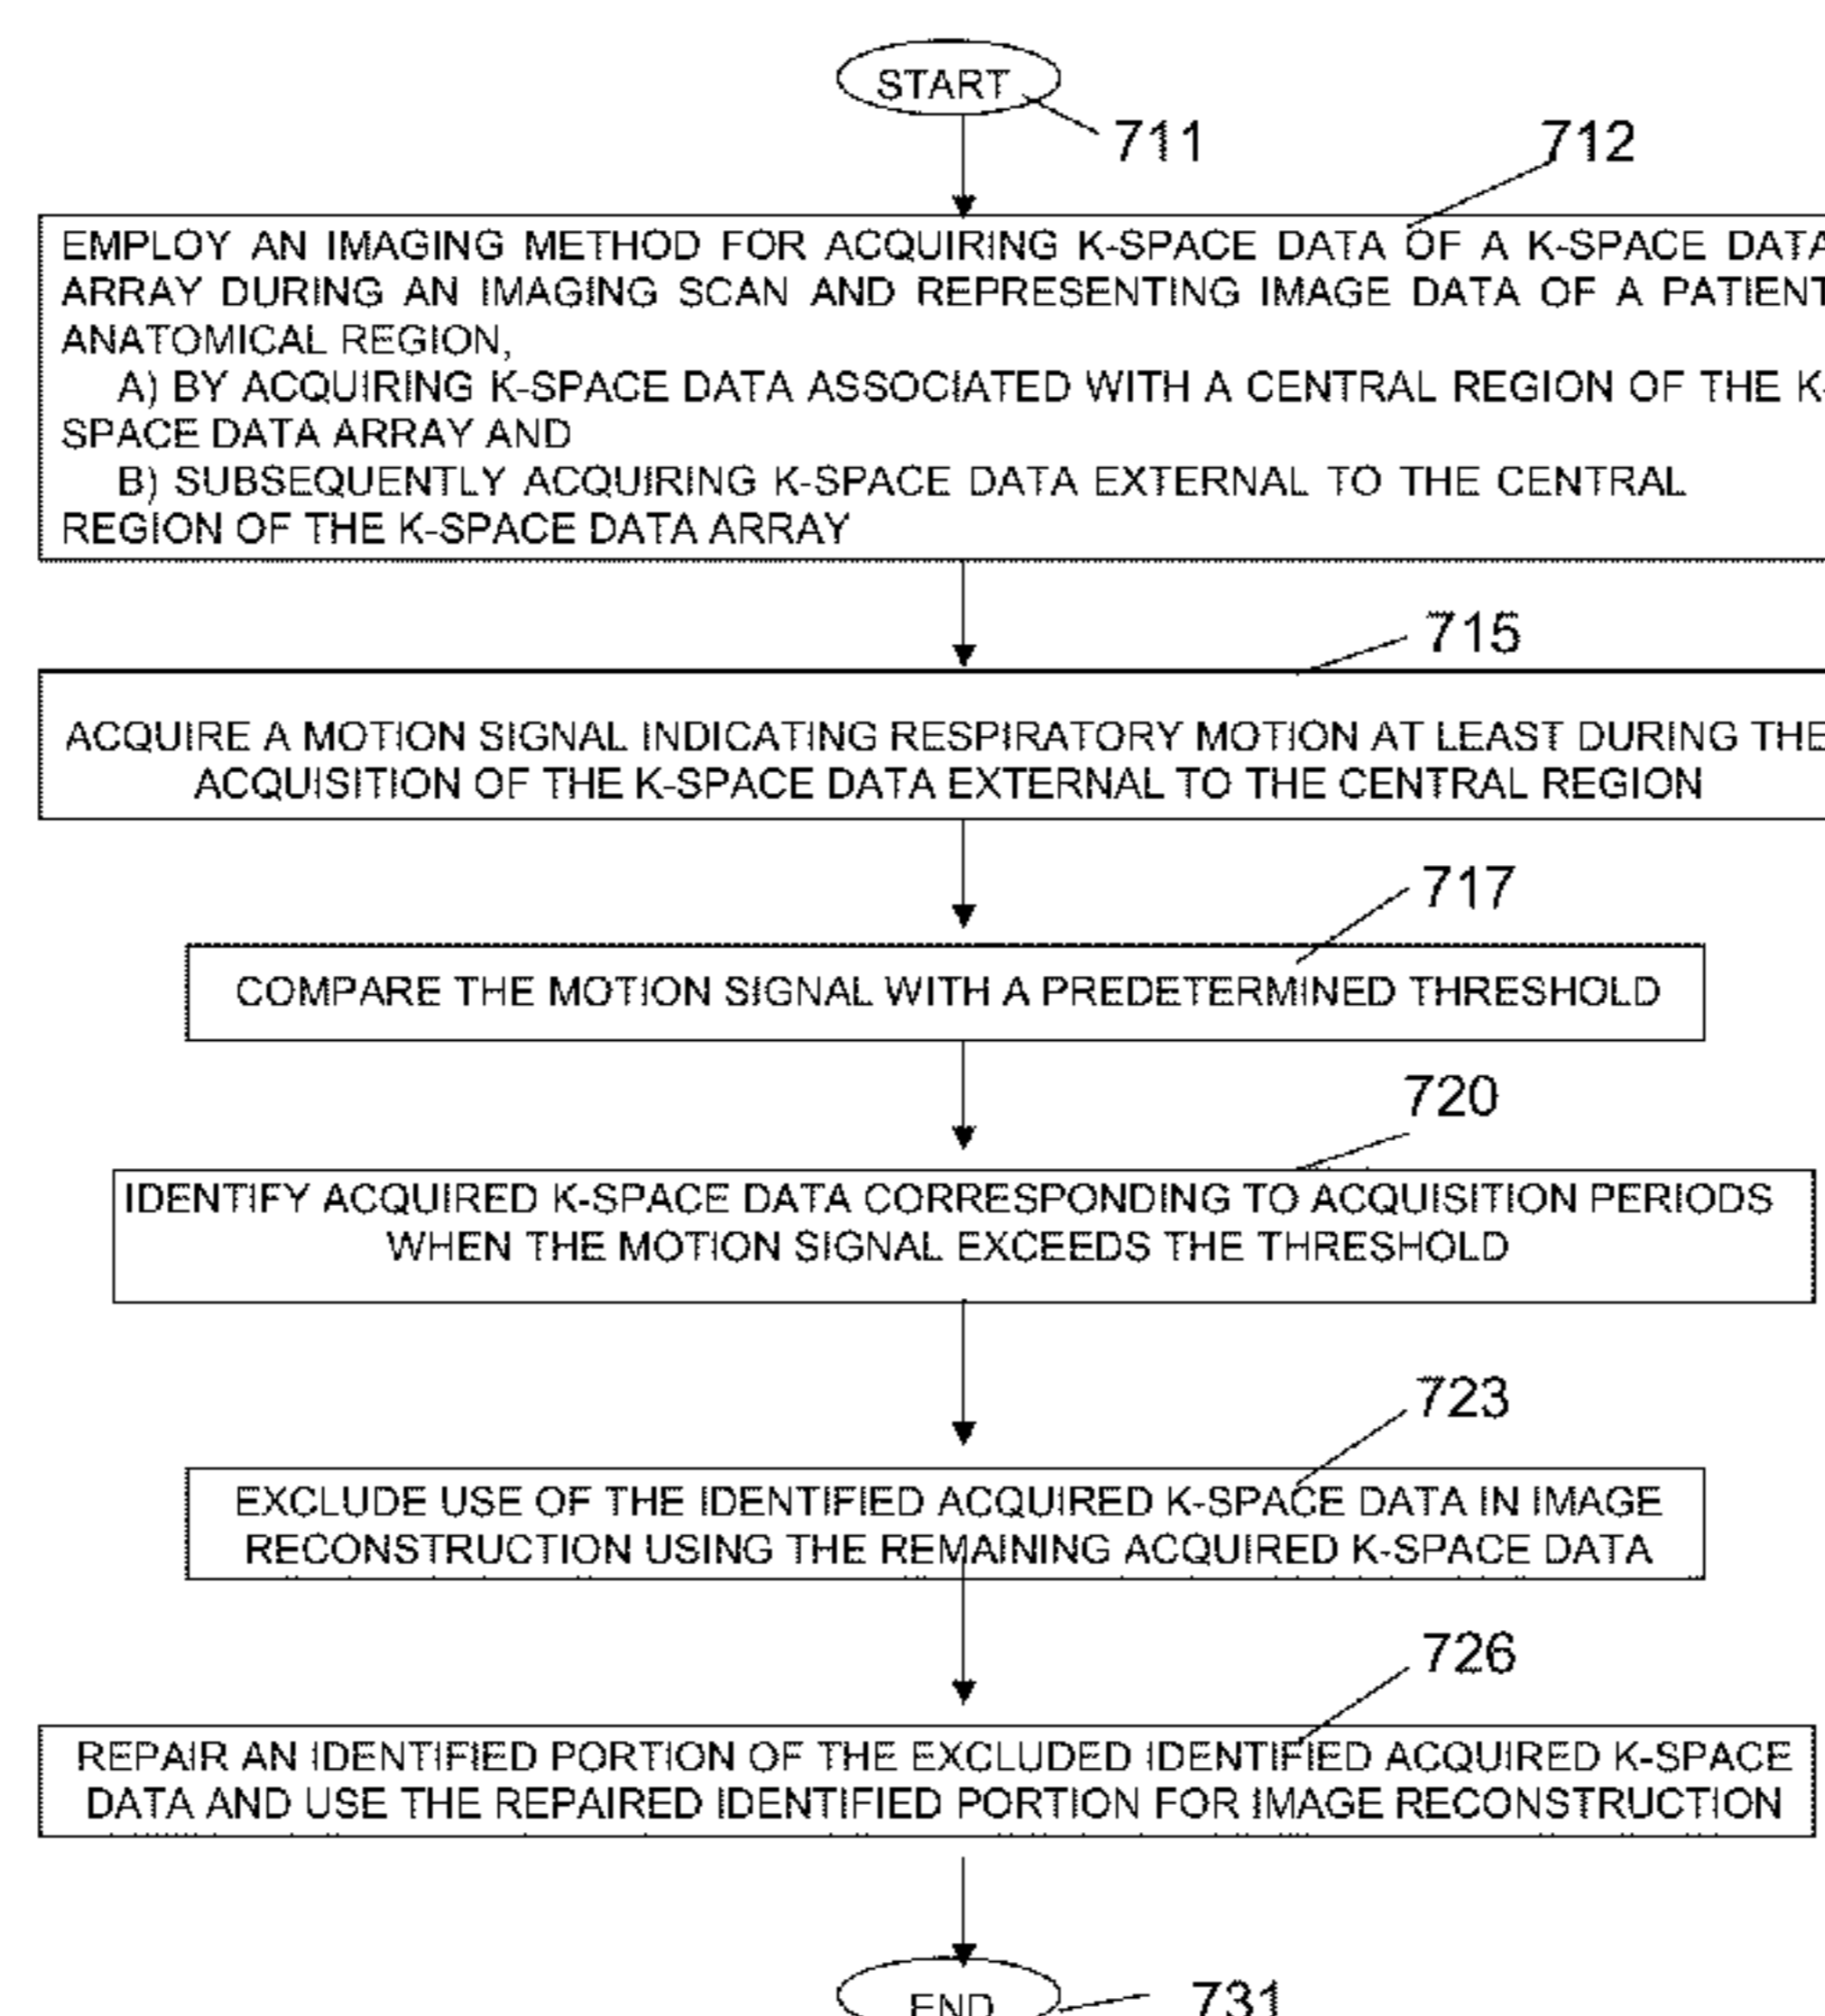 START
711
712
EMPLOY AN IMAGING METHOD FOR ACQUIRING K-SPACE DATA OF A K-SPACE DATA
ARRAY DURING AN IMAGING SCAN AND REPRESENTING IMAGE DATA OF A PATIENT
ANATOMICAL REGION,
A) BY ACQUIRING K-SPACE DATA ASSOCIATED WITH A CENTRAL REGION OF THE K-
SPACE DATA ARRAY AND
B) SUBSEQUENTLY ACQUIRING K-SPACE DATA EXTERNAL TO THE CENTRAL
REGION OF THE K-SPACE DATA ARRAY
715
ACQUIRE A MOTION SIGNAL INDICATING RESPIRATORY MOTION AT LEAST DURING THE
ACQUISITION OF THE K-SPACE DATA EXTERNAL TO THE CENTRAL REGION
717
COMPARE THE MOTION SIGNAL WITH A PREDETERMINED THRESHOLD
720
IDENTIFY ACQUIRED K-SPACE DATA CORRESPONDING TO ACQUISITION PERIODS
WHEN THE MOTION SIGNAL EXCEEDS THE THRESHOLD
723
EXCLUDE USE OF THE IDENTIFIED ACQUIRED K-SPACE DATA IN IMAGE
RECONSTRUCTION USING THE REMAINING ACQUIRED K-SPACE DATA
726
REPAIR AN IDENTIFIED PORTION OF THE EXCLUDED IDENTIFIED ACQUIRED K-SPACE
DATA AND USE THE REPAIRED IDENTIFIED PORTION FOR IMAGE RECONSTRUCTION
END
731